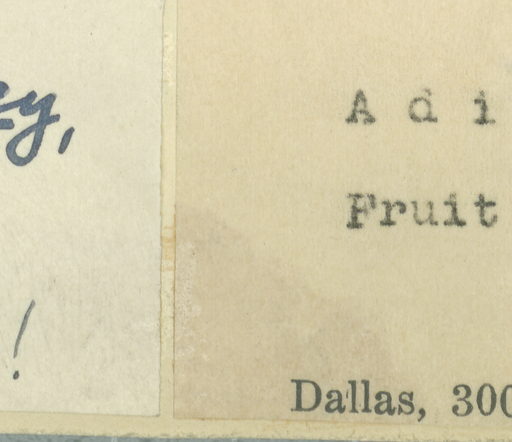 y,
!
A d i
Fruit
Dallas, 300